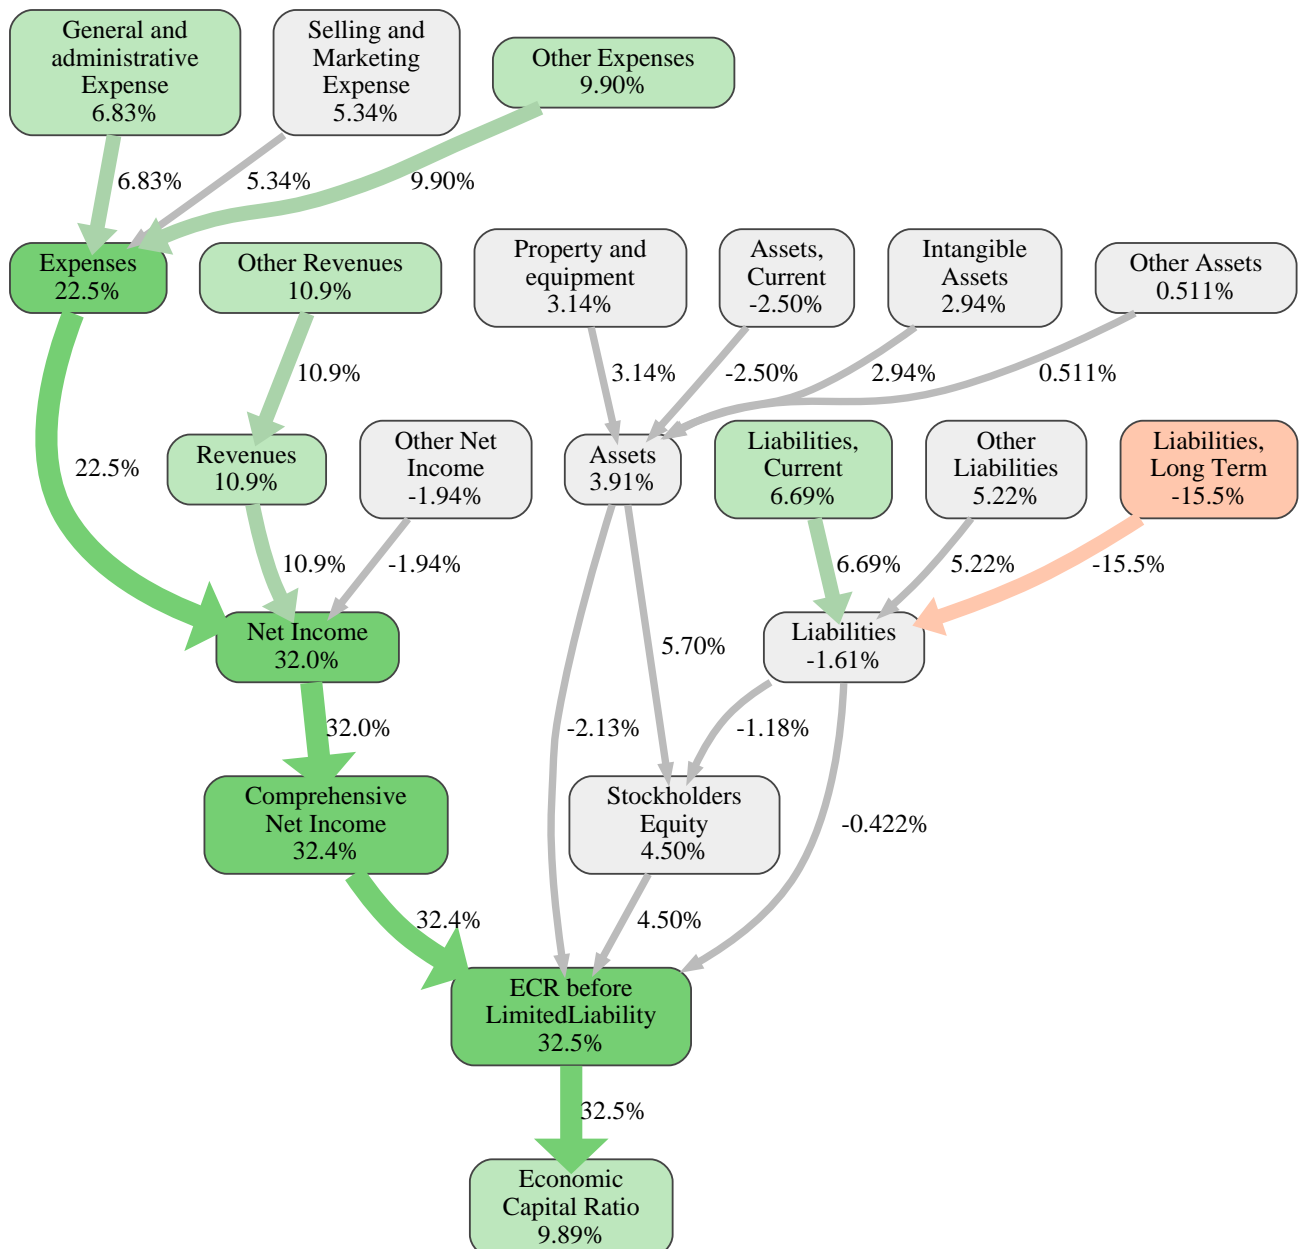 General and
administrative
Expense
6.83%
Selling and
Marketing
Expense
5.34%
Other Expenses
9.90%
6.83%
5.34%
9.90%
Expenses
22.5%
Other Revenues
10.9%
Property and
equipment
3.14%
Assets,
Current
-2.50%
Intangible
Assets
2.94%
Other Assets
0.511%
10.9%
3.14%
-2.50%
2.94%
0.511%
22.5%
Revenues
10.9%
Other Net
Income
-1.94%
Assets
3.91%
Liabilities,
Current
6.69%
Other
Liabilities
5.22%
Liabilities,
Long Term
-15.5%
10.9%
-1.94%
6.69%
5.22%
-15.5%
Net Income
32.0%
5.70%
Liabilities
-1.61%
32.0%
-2.13%
-1.18%
Comprehensive
Net Income
32.4%
Stockholders
Equity
4.50%
-0.422%
32.4%
4.50%
ECR before
LimitedLiability
32.5%
32.5%
Economic
Capital Ratio
9.89%